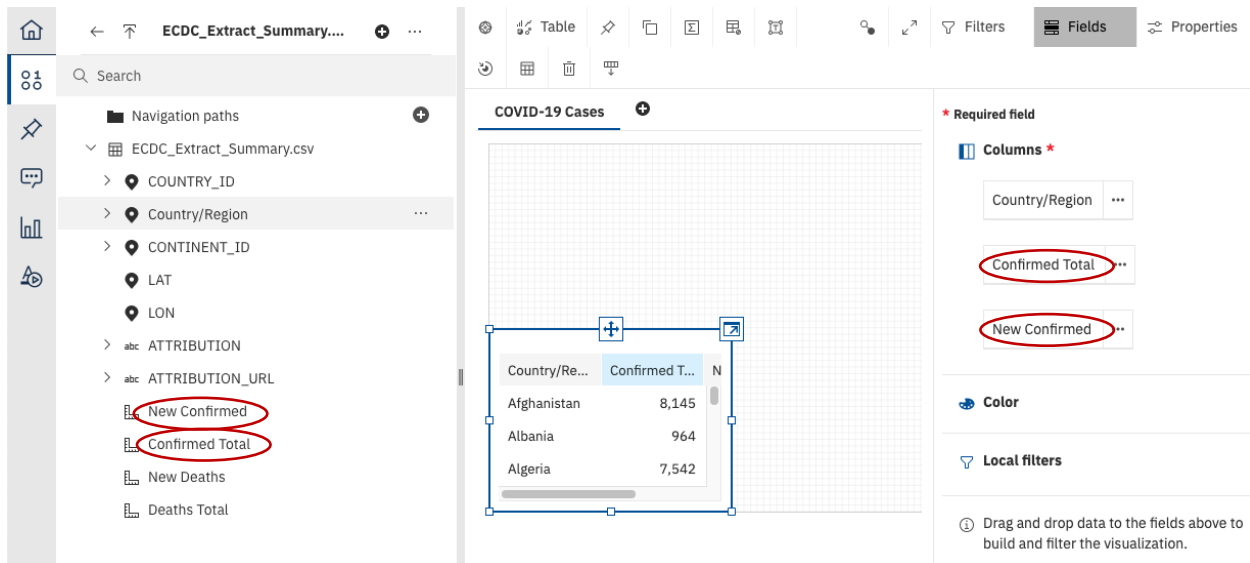 ECDC_Extract_Summary....
Search
Navigation paths
ECDC_Extract_Summary.csv
COUNTRY_ID
Country/Region
CONTINENT_ID
LAT
LON
abc ATTRIBUTION
abc ATTRIBUTION_URL
New Confirmed
Confirmed Total
New Deaths
Deaths Total
Table
Filters
Fields
Properties
COVID-19 Cases
Country/Re... Confirmed T... N
Afghanistan 8,145
Albania 964
Algeria 7,542
* Required field
Columns *
Country/Region
Confirmed Total
New Confirmed
Color
Local filters
Drag and drop data to the fields above to
build and filter the visualization.